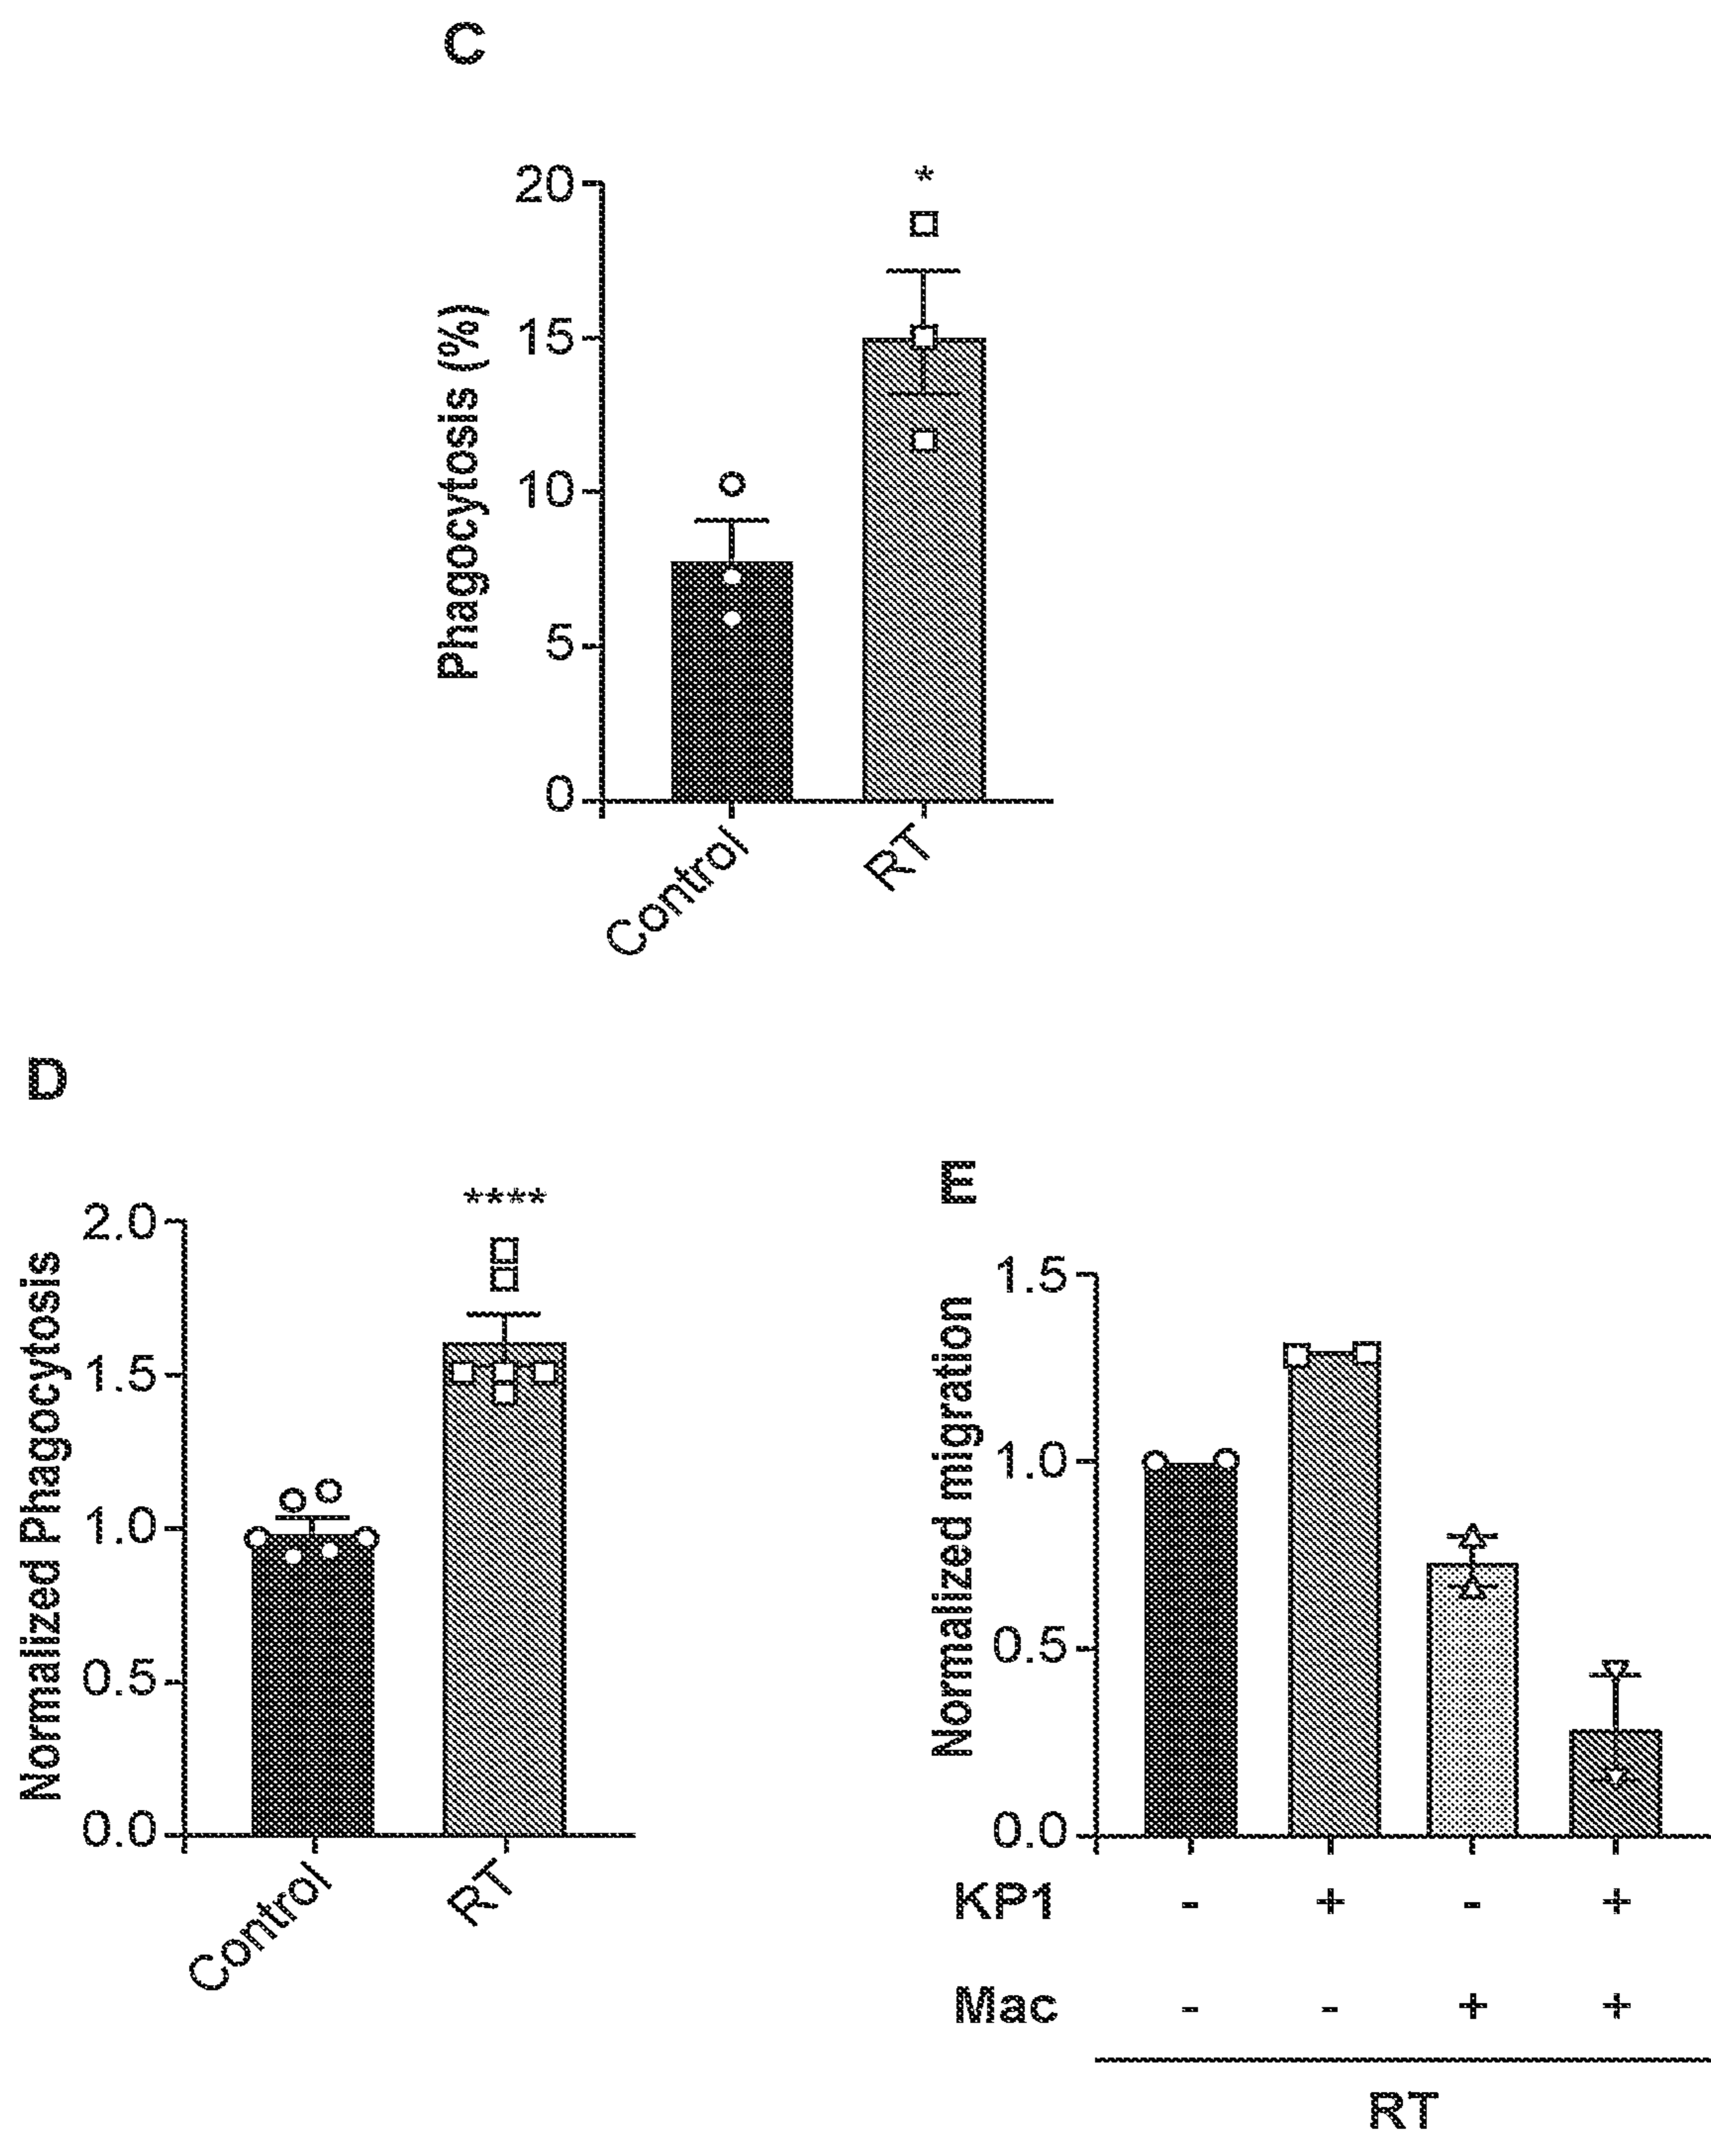 C
*
20
15
10
5
0
Phagocytosis (%)
Control
RT
D
****
2.0
1.5
1.0
0.5
0.0
Normalized Phagocytosis
Control
RT
E
1.5
1.0
0.5
0.0
Normalized migration
KP1 - + - +
Mac - - + +
RT